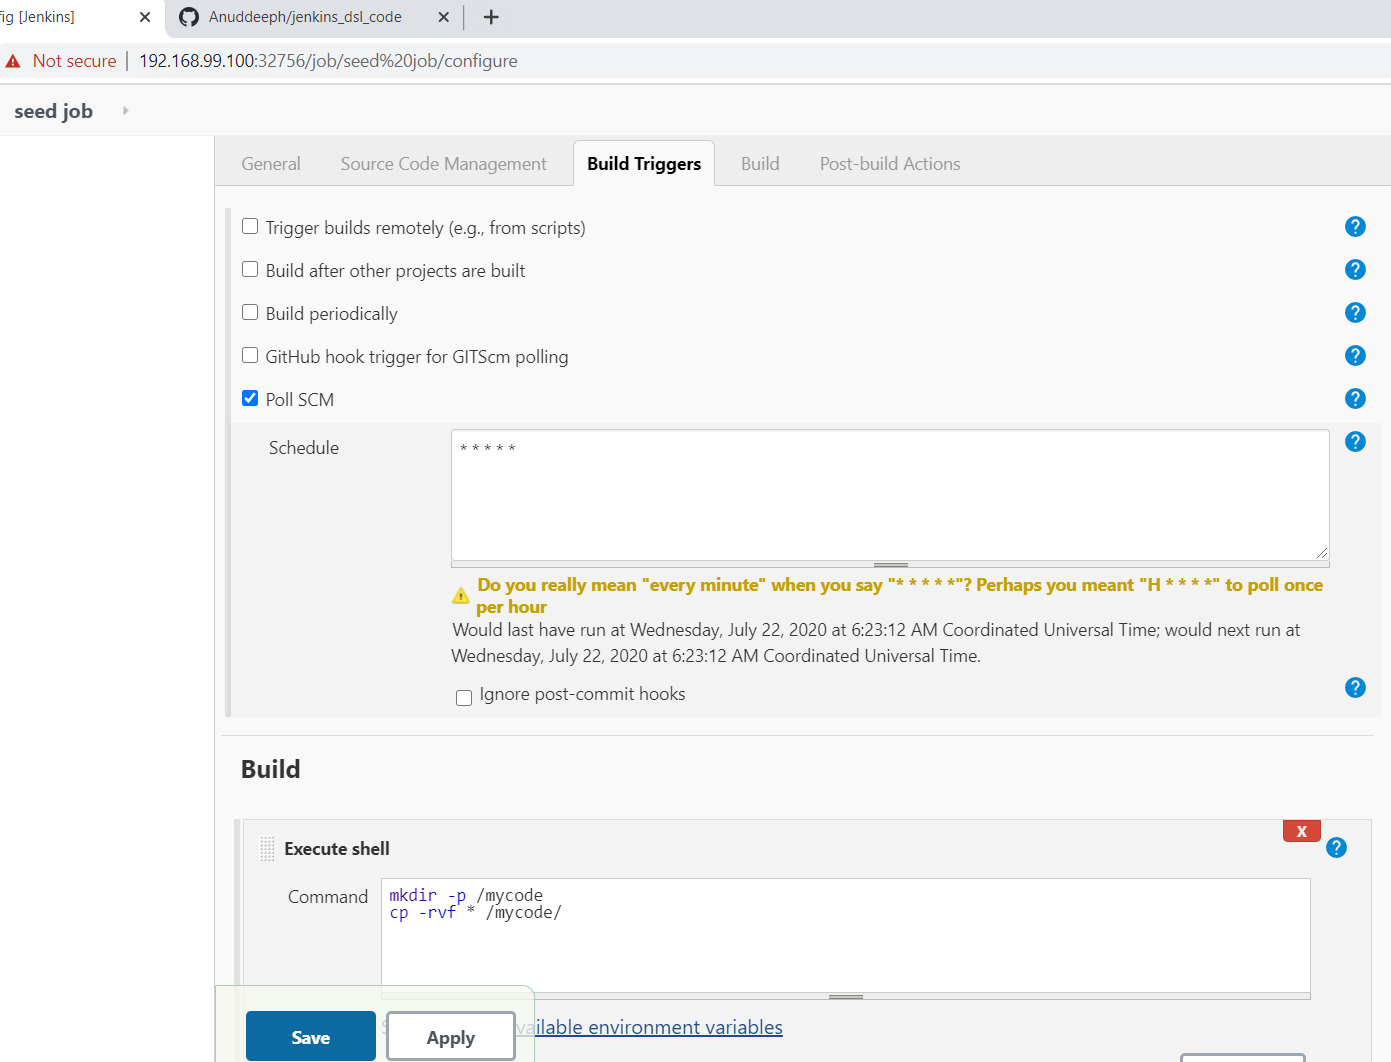 fig [Jenkins]
Anuddeeph/jenkins_dsl_code
Not secure | 192.168.99.100:32756/job/seed%20job/configure
seed job
General Source Code Management Build Triggers Build Post-build Actions
Trigger builds remotely (e.g., from scripts)
Build after other projects are built
Build periodically
GitHub hook trigger for GITScm polling
Poll SCM
Schedule
* * * * *
Do you really mean "every minute" when you say "* * * * *"? Perhaps you meant "H * * * *" to poll once
per hour
Would last have run at Wednesday, July 22, 2020 at 6:23:12 AM Coordinated Universal Time; would next run at
Wednesday, July 22, 2020 at 6:23:12 AM Coordinated Universal Time.
Ignore post-commit hooks
Build
X
Execute shell
Command
mkdir -p /mycode
cp -rvf * /mycode/
available environment variables
Save Apply